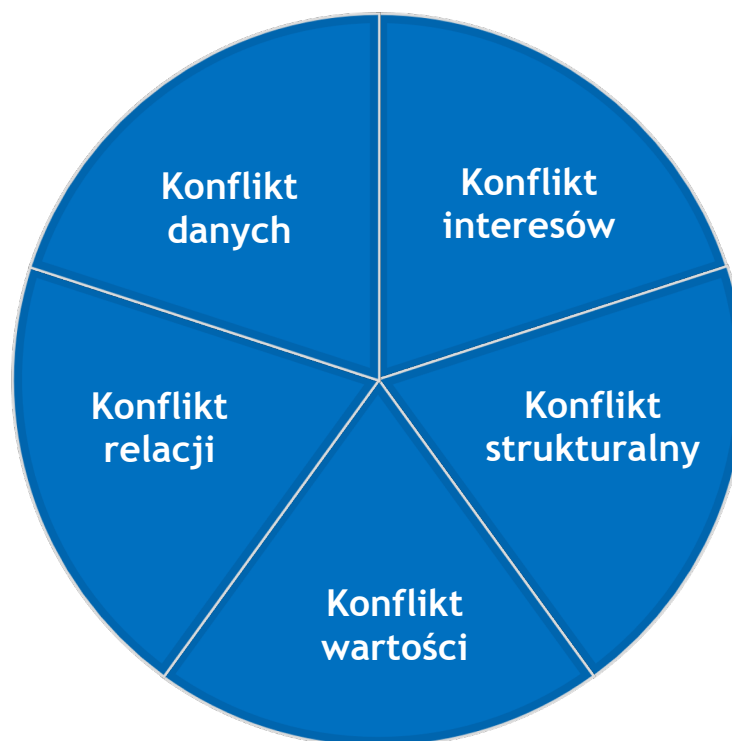 Konflikt
danych
Konflikt
interesów
Konflikt
relacji
Konflikt
strukturalny
Konflikt
wartości